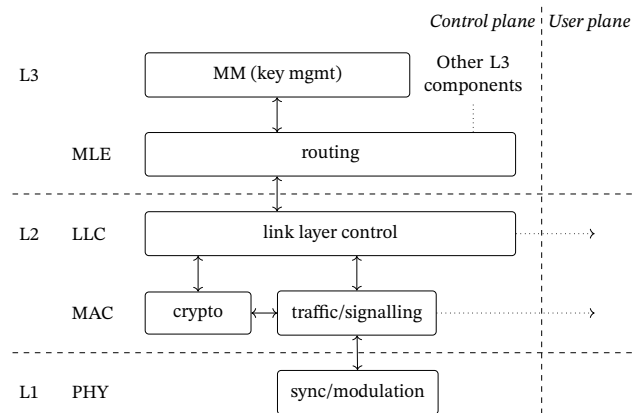 Control plane
User plane
L3
MM (key mgmt)
Other L3
components
MLE
routing
L2
LLC
link layer control
MAC
crypto
traffic/signalling
L1
PHY
sync/modulation